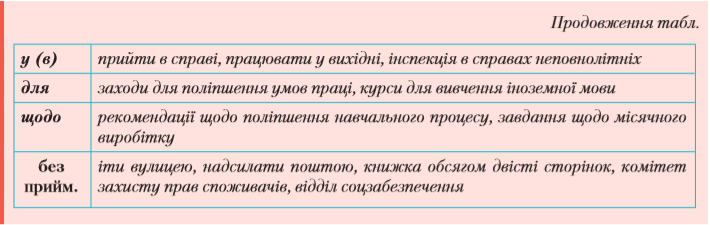 Продовження табл.
у (в) прийти в справі, працювати у вихідні, інспекція в справах неповнолітніх
для заходи для поліпшення умов праці, курси для вивчення іноземної мови
щодо рекомендації щодо поліпшення навчального процесу, завдання щодо місячного
виробітку
без іти вулицею, надсилати поштою, книжка обсягом двісті сторінок, комітет
прийм. захисту прав споживачів, відділ соцзабезпечення